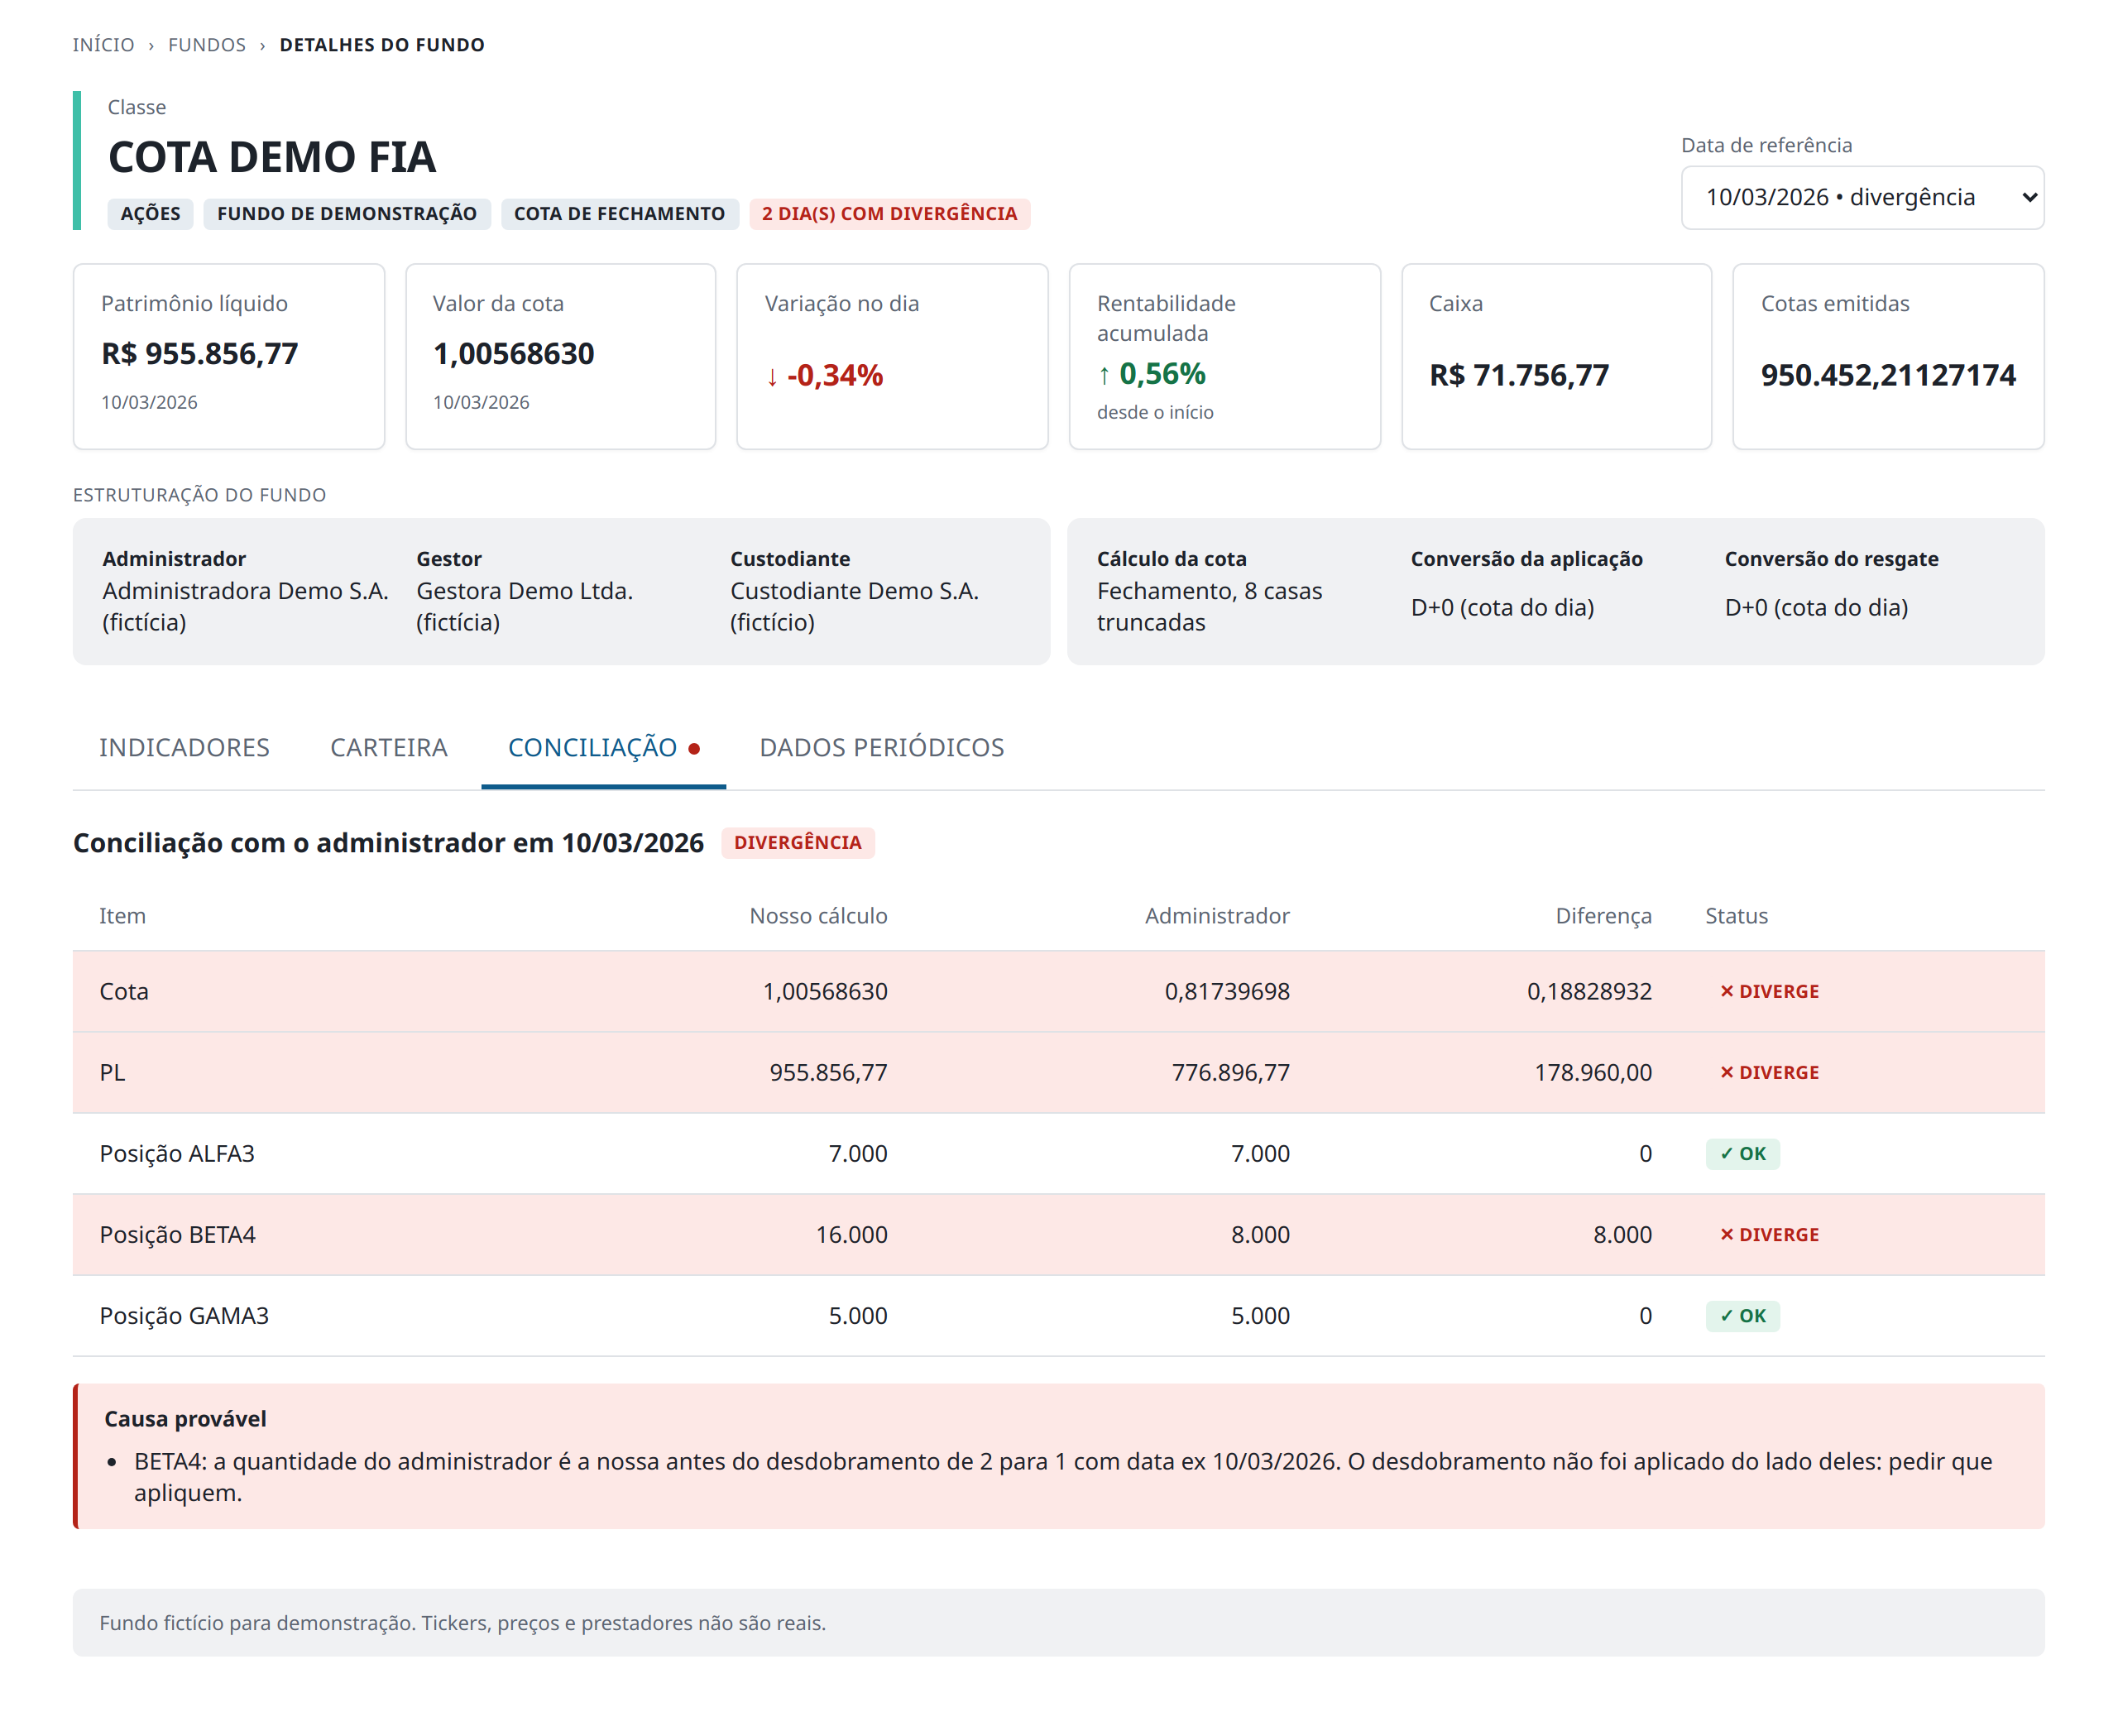 INÍCIO › FUNDOS › DETALHES DO FUNDO
Classe
COTA DEMO FIA
AÇÕES FUNDO DE DEMONSTRAÇÃO COTA DE FECHAMENTO 2 DIA(S) COM DIVERGÊNCIA
Data de referência
10/03/2026 • divergência
Patrimônio líquido
R$ 955.856,77
10/03/2026
Valor da cota
1,00568630
10/03/2026
Variação no dia
↓ -0,34%
Rentabilidade
acumulada
↑ 0,56%
desde o início
Caixa
R$ 71.756,77
Cotas emitidas
950.452,21127174
ESTRUTURAÇÃO DO FUNDO
Administrador
Administradora Demo S.A.
(fictícia)
Gestor
Gestora Demo Ltda.
(fictícia)
Custodiante
Custodiante Demo S.A.
(fictício)
Cálculo da cota
Fechamento, 8 casas
truncadas
Conversão da aplicação
D+0 (cota do dia)
Conversão do resgate
D+0 (cota do dia)
INDICADORES CARTEIRA CONCILIAÇÃO DADOS PERIÓDICOS
Conciliação com o administrador em 10/03/2026 DIVERGÊNCIA
Item Nosso cálculo Administrador Diferença Status
Cota 1,00568630 0,81739698 0,18828932 ✕ DIVERGE
PL 955.856,77 776.896,77 178.960,00 ✕ DIVERGE
Posição ALFA3 7.000 7.000 0 ✓ OK
Posição BETA4 16.000 8.000 8.000 ✕ DIVERGE
Posição GAMA3 5.000 5.000 0 ✓ OK
Causa provável
• BETA4: a quantidade do administrador é a nossa antes do desdobramento de 2 para 1 com data ex 10/03/2026. O desdobramento não foi aplicado do lado deles: pedir que
apliquem.
Fundo fictício para demonstração. Tickers, preços e prestadores não são reais.